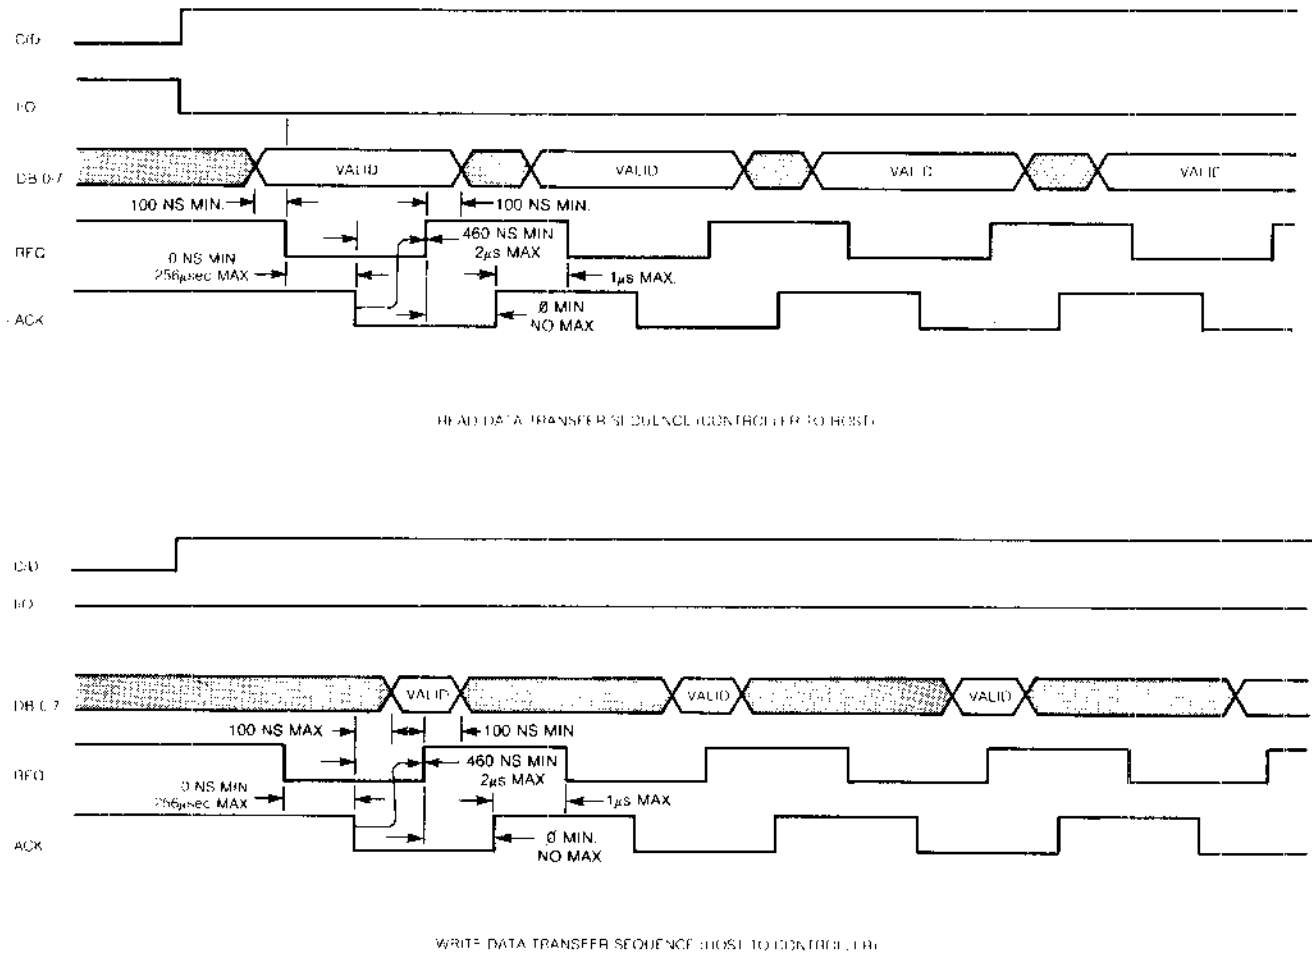 C/D
I/O
DB 0-7
VALID
VALID
VALID
VALID
100 NS MIN.
100 NS MIN.
REQ
460 NS MIN
2µs MAX
0 NS MIN
256µsec MAX
1µs MAX.
ACK
Ø MIN
NO MAX
READ DATA TRANSFER SEQUENCE (CONTROLLER TO HOST)
C/D
I/O
DB 0-7
VALID
VALID
VALID
100 NS MAX
100 NS MIN
REQ
460 NS MIN
2µs MAX
0 NS MIN
256µsec MAX
1µs MAX
ACK
Ø MIN.
NO MAX
WRITE DATA TRANSFER SEQUENCE (HOST TO CONTROLLER)